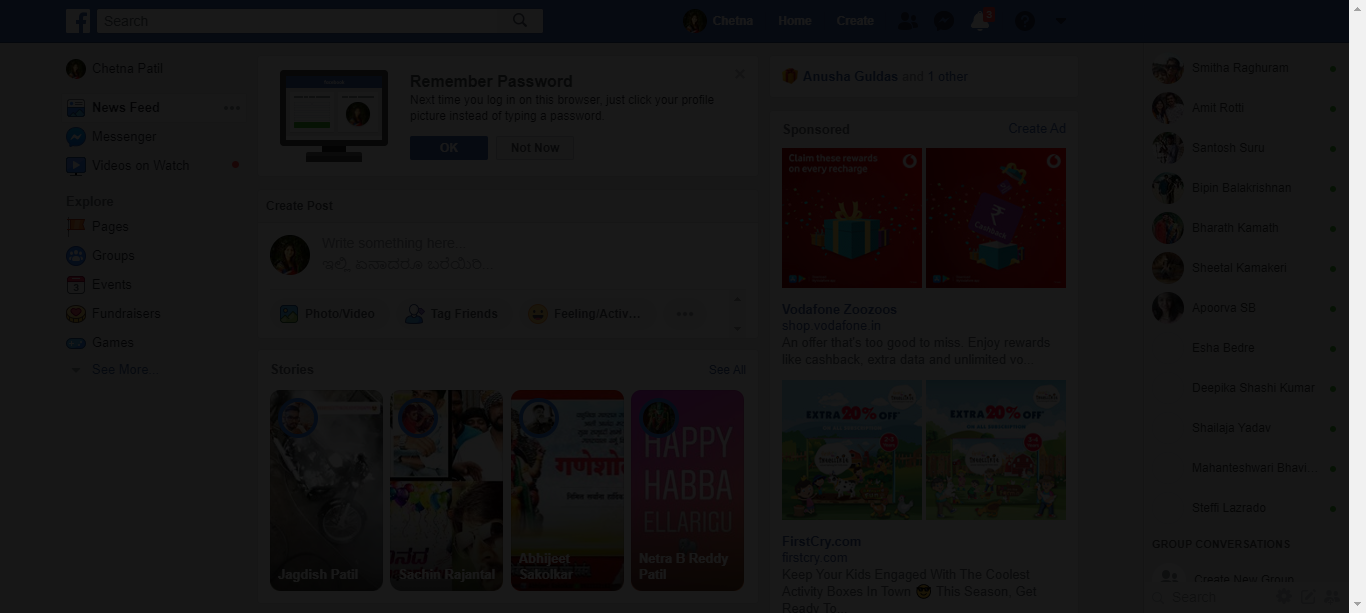 Search
Chetna
Home
Create
2
Chetna Patil
News Feed
Messenger
Videos on Watch
Explore
Pages
Groups
Events
Fundraisers
Games
See More...
Remember Password
Next time you log in on this browser, just click your profile
picture instead of typing a password.
OK
Not Now
Create Post
Write something here...
Photo/Video
Tag Friends
Feeling/Activ...
Stories
See All
Jagdish Patil
Sachin Rajantal
गणेशो
Abhijeet
Sakolkar
HAPPY
HABBA
ELLARIGU
Netra B Reddy
Patil
Anusha Guldas and 1 other
Sponsored
Create Ad
Claim these rewards
on every recharge
Cashback
Vodafone Zoozoos
shop.vodafone.in
An offer that's too good to miss. Enjoy rewards
like cashback, extra data and unlimited vo...
EXTRA 20% OFF
EXTRA 20% OFF
FirstCry.com
firstcry.com
Keep Your Kids Engaged With The Coolest
Activity Boxes In Town 😎 This Season, Get
Ready To
Smitha Raghuram
Amit Rotti
Santosh Suru
Bipin Balakrishnan
Bharath Kamath
Sheetal Kamakeri
Apoorva SB
Esha Bedre
Deepika Shashi Kumar
Shailaja Yadav
Mahanteshwari Bhavi...
Steffi Lazrado
GROUP CONVERSATIONS
Create New Group
Search